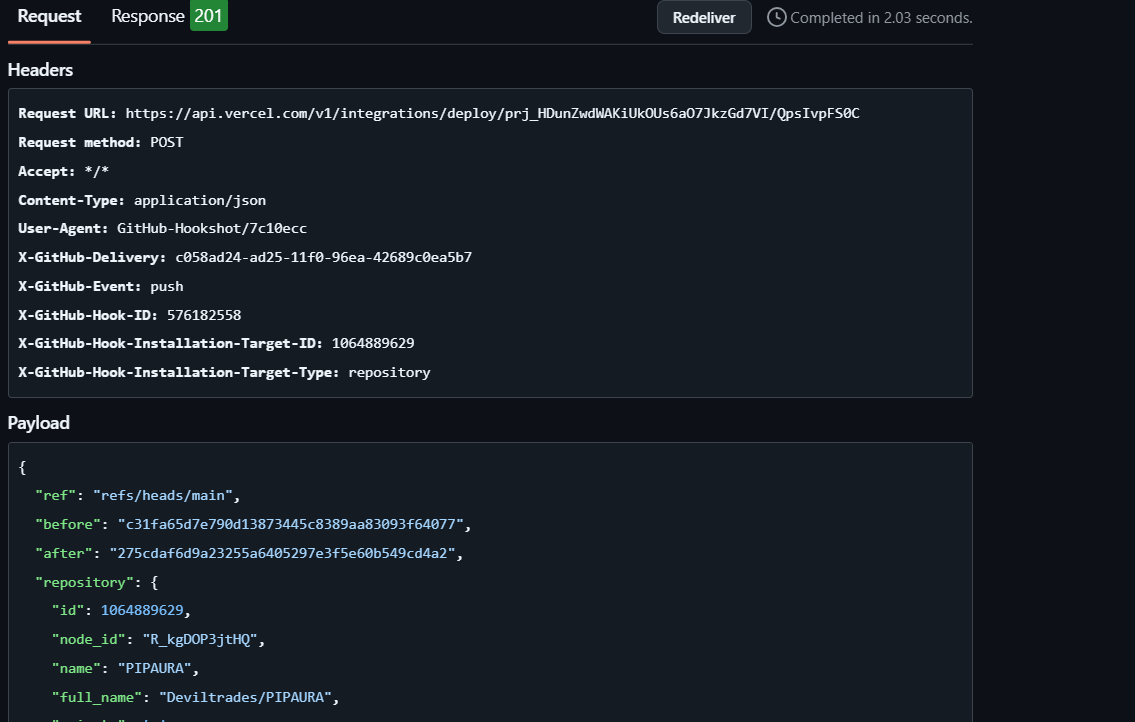 Request Response 201 Redeliver Completed in 2.03 seconds.
Headers
Request URL: https://api.vercel.com/v1/integrations/deploy/prj_HDunZwdWAKiUkOUs6aO7JkzGd7VI/QpsIvpFS0C
Request method: POST
Accept: */*
Content-Type: application/json
User-Agent: GitHub-Hookshot/7c10ecc
X-GitHub-Delivery: c058ad24-ad25-11f0-96ea-42689c0ea5b7
X-GitHub-Event: push
X-GitHub-Hook-ID: 576182558
X-GitHub-Hook-Installation-Target-ID: 1064889629
X-GitHub-Hook-Installation-Target-Type: repository
Payload
{
"ref": "refs/heads/main",
"before": "c31fa65d7e790d13873445c8389aa83093f64077",
"after": "275cdaf6d9a23255a6405297e3f5e60b549cd4a2",
"repository": {
"id": 1064889629,
"node_id": "R_kgDOP3jtHQ",
"name": "PIPAURA",
"full_name": "Deviltrades/PIPAURA",